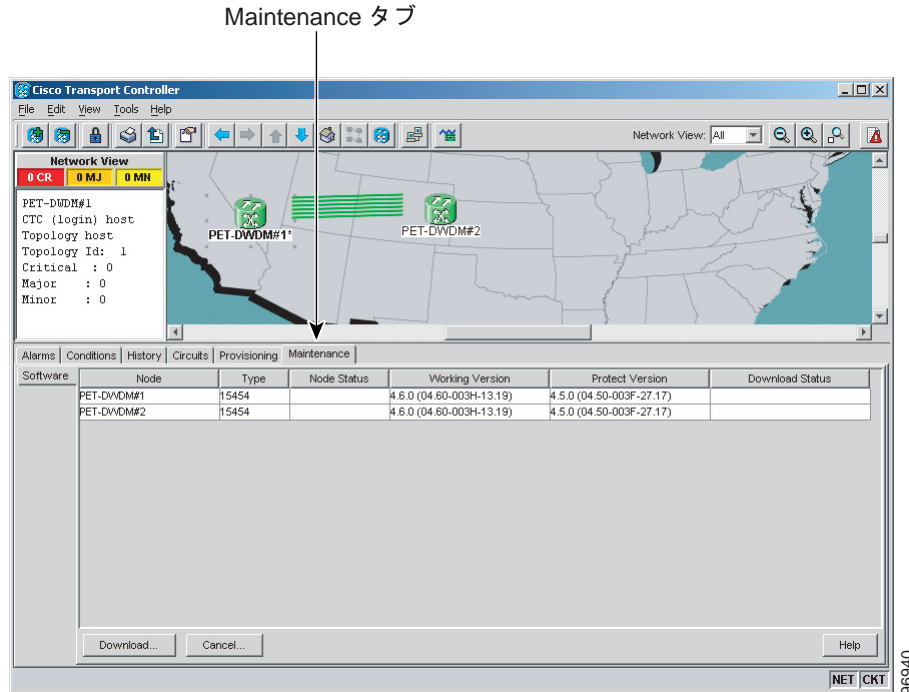 Maintenance タブ
Cisco Transport Controller
File Edit View Tools Help
Network View: All
Network View
0 CR 0 MJ 0 MN
PET-DWDM#1
CTC (login) host
Topology host
Topology Id: 1
Critical : 0
Major : 0
Minor : 0
PET-DWDM#1*
PET-DWDM#2
Alarms Conditions History Circuits Provisioning Maintenance
Software
Node Type Node Status Working Version Protect Version Download Status
PET-DWDM#1 15454 4.6.0 (04.60-003H-13.19) 4.5.0 (04.50-003F-27.17)
PET-DWDM#2 15454 4.6.0 (04.60-003H-13.19) 4.5.0 (04.50-003F-27.17)
Download... Cancel... Help
NET CKT